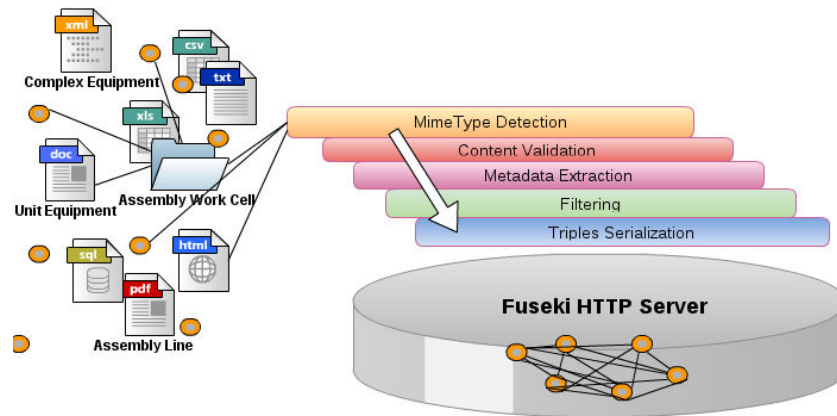 xml
csv
Complex Equipment
txt
xls
doc
Assembly Work Cell
Unit Equipment
html
sql
pdf
Assembly Line
MimeType Detection
Content Validation
Metadata Extraction
Filtering
Triples Serialization
Fuseki HTTP Server